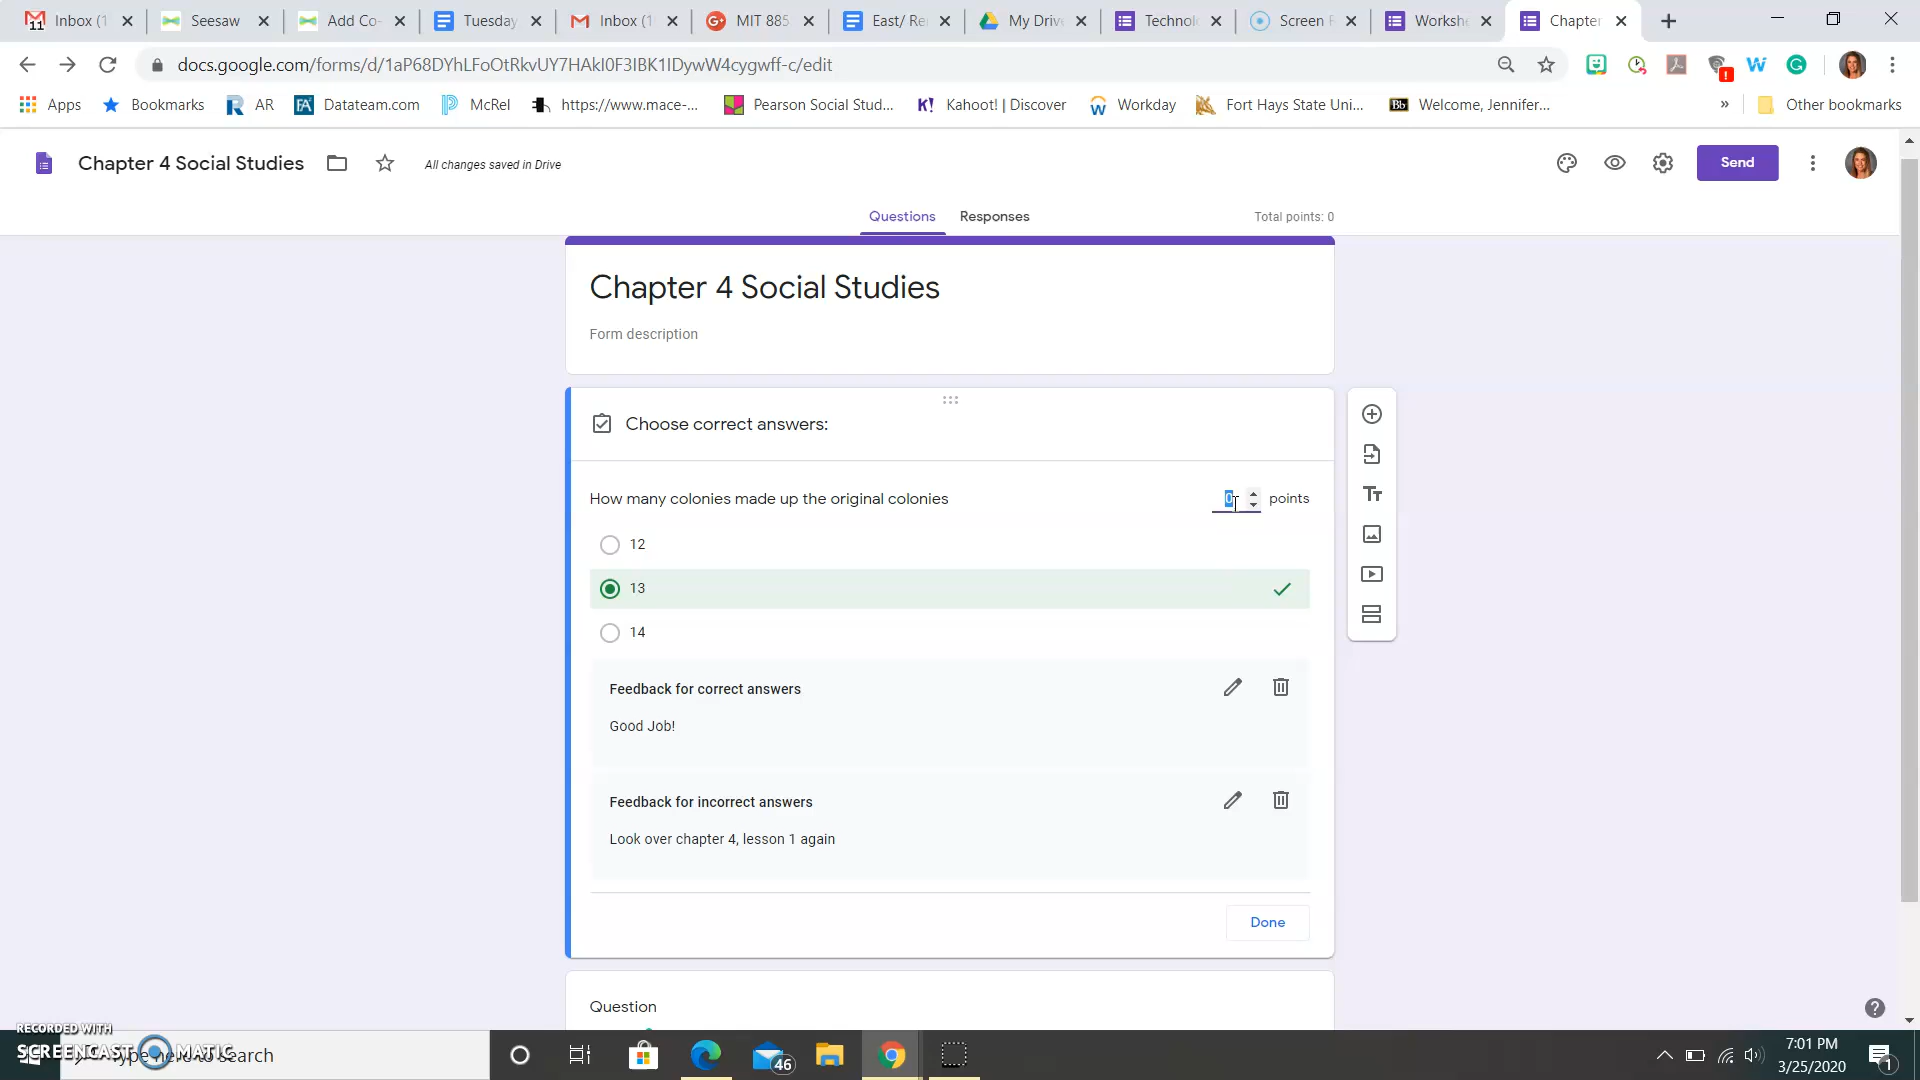 11 Inbox (1 Seesaw Add Co- Tuesday Inbox (1 MIT 885 East/ Re My Driv Technol Screen Workshe Chapter
docs.google.com/forms/d/1aP68DYhLFoOtRkvUY7HAkI0F3IBK1IDywW4cygwff-c/edit
Apps Bookmarks AR Datateam.com McRel https://www.mace-... Pearson Social Stud... Kahoot! | Discover Workday Fort Hays State Uni... Bb Welcome, Jennifer... » Other bookmarks
Chapter 4 Social Studies All changes saved in Drive Send
Questions Responses Total points: 0
Chapter 4 Social Studies
Form description
Choose correct answers:
How many colonies made up the original colonies 0 points
12
13
14
Feedback for correct answers
Good Job!
Feedback for incorrect answers
Look over chapter 4, lesson 1 again
Done
Question
RECORDED WITH
SCREENCAST MATIC
Type here to search 46 7:01 PM
3/25/2020 1